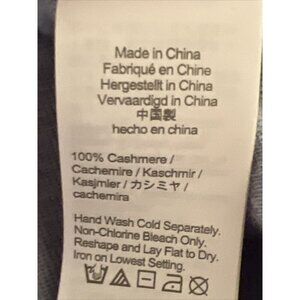 Made in China
Fabriqué en Chine
Hergestellt in China
Vervaardigd in China
中国製
hecho en china
100% Cashmere /
Cachemire / Kaschmir /
Kasjmier / カシミヤ /
cachemira
Hand Wash Cold Separately.
Non-Chlorine Bleach Only.
Reshape and Lay Flat to Dry.
Iron on Lowest Setting.